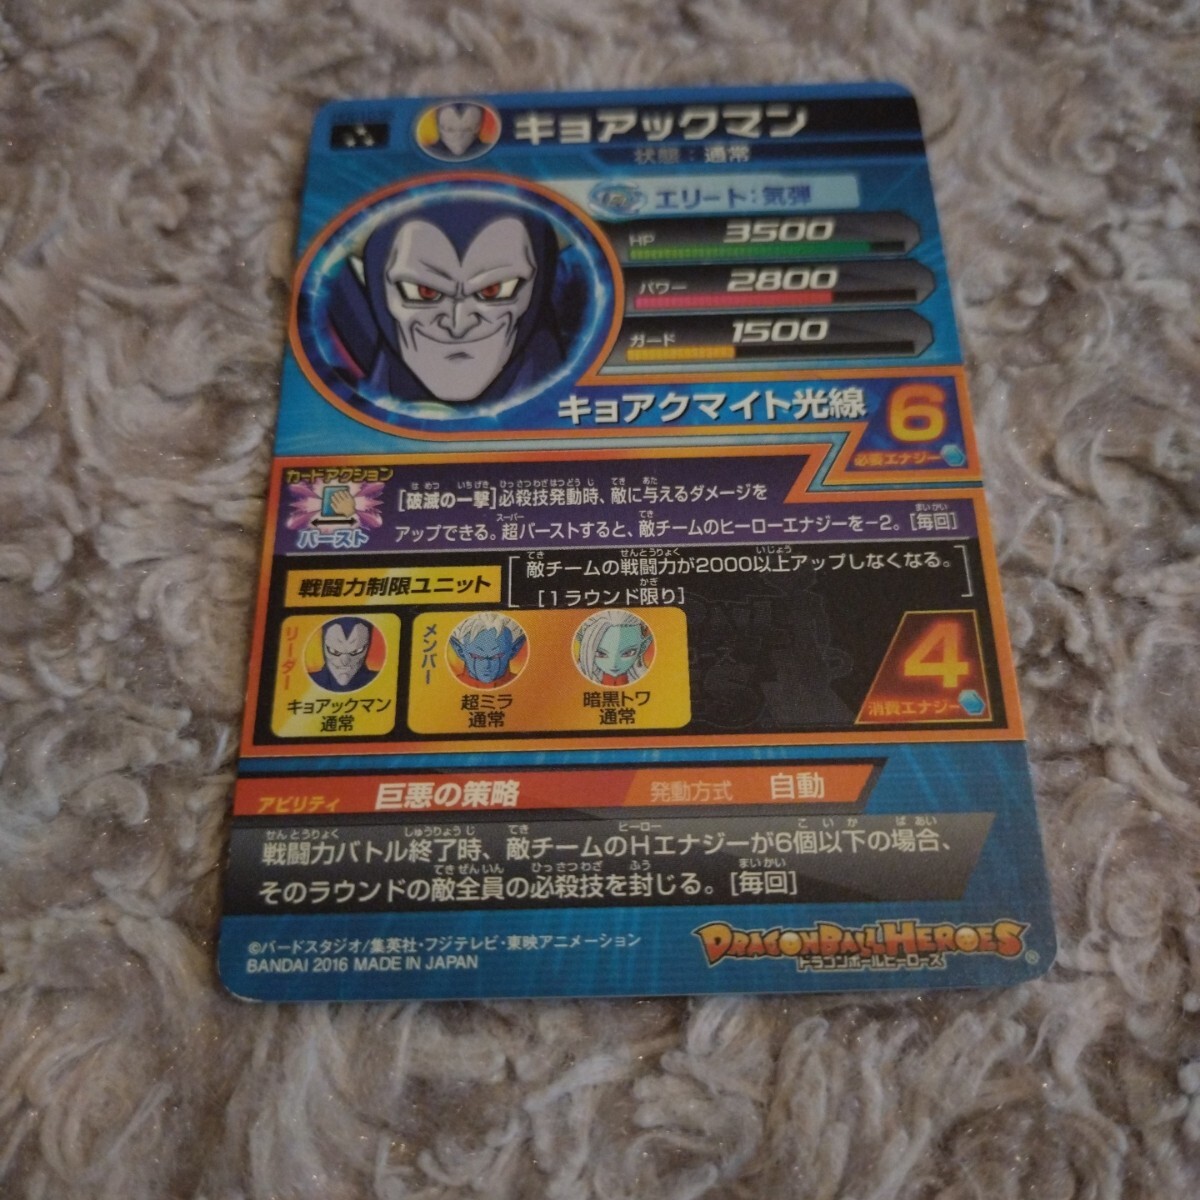 キョアックマン
状態：通常
エリート：気弾
HP 3500
パワー 2800
ガード 1500
キョアクマイト光線
6
必要エナジー
カードアクション
バースト
[破滅の一撃]必殺技発動時、敵に与えるダメージを
アップできる。超バーストすると、敵チームのヒーローエナジーを-2。[毎回]
戦闘力制限ユニット
敵チームの戦闘力が2000以上アップしなくなる。
[1ラウンド限り]
リーダー
キョアックマン
通常
メンバー
超ミラ
通常
暗黒トワ
通常
4
消費エナジー
アビリティ 巨悪の策略 発動方式 自動
戦闘力バトル終了時、敵チームのHエナジーが6個以下の場合、
そのラウンドの敵全員の必殺技を封じる。[毎回]
©バードスタジオ/集英社・フジテレビ・東映アニメーション
BANDAI 2016 MADE IN JAPAN
DRAGONBALL HEROES
ドラゴンボールヒーローズ